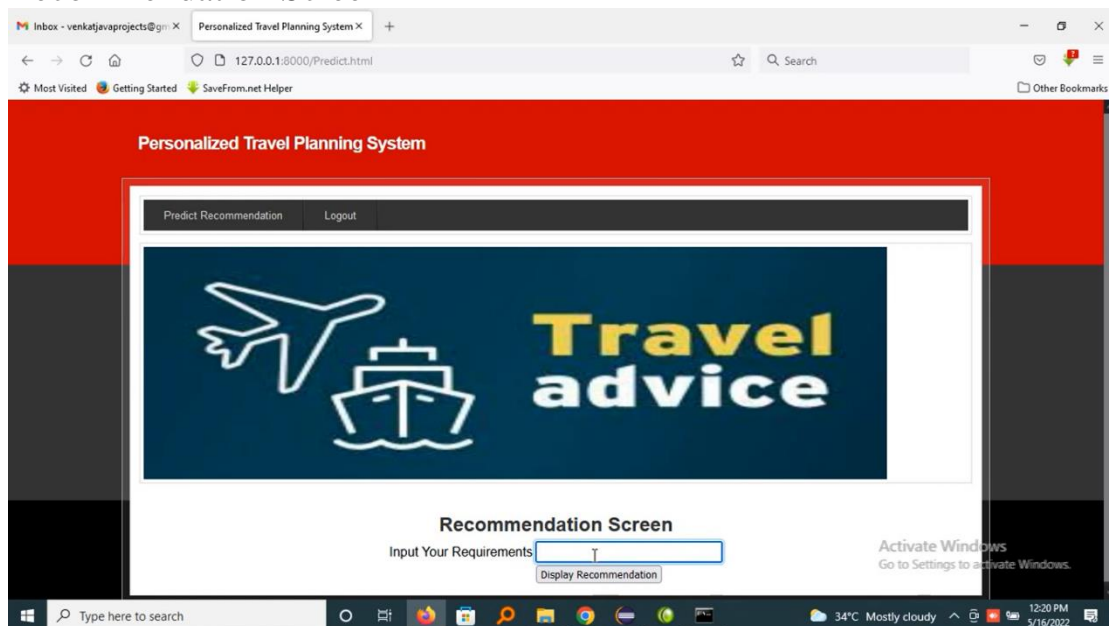 Inbox - venkatjavaprojects@gm
Personalized Travel Planning System
127.0.0.1:8000/Predict.html
Search
Most Visited
Getting Started
SaveFrom.net Helper
Other Bookmarks
Personalized Travel Planning System
Predict Recommendation
Logout
Travel
advice
Recommendation Screen
Input Your Requirements
Display Recommendation
Activate Windows
Go to Settings to activate Windows.
Type here to search
34°C Mostly cloudy
12:20 PM
5/16/2022